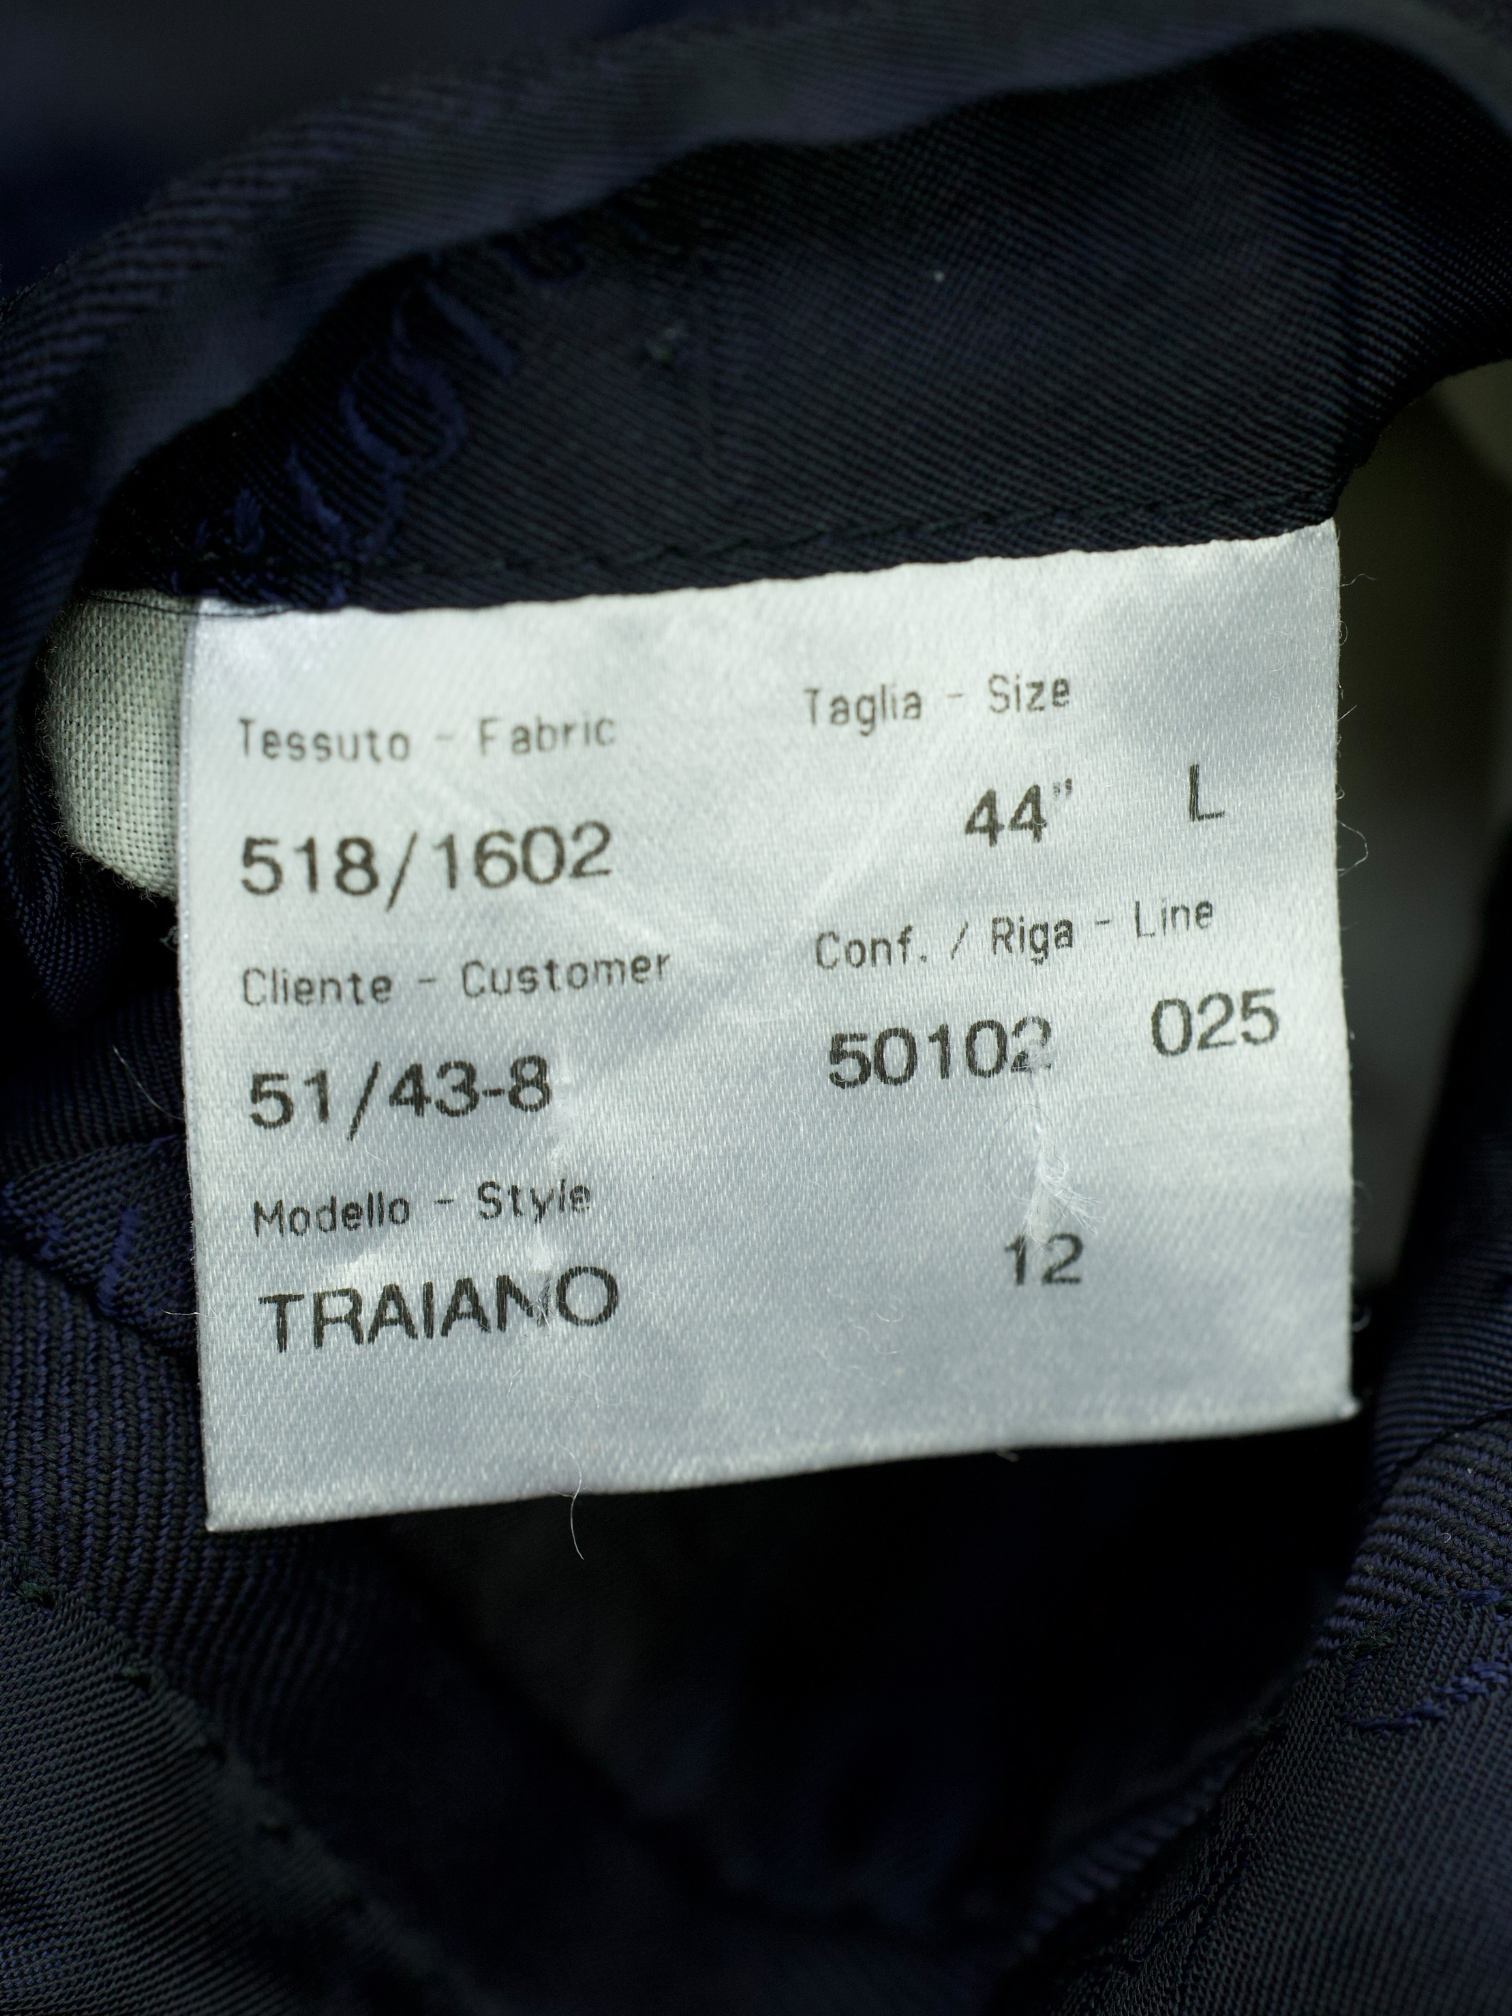 Tessuto - Fabric
Taglia - Size
518/1602
44" L
Cliente - Customer
Conf. / Riga - Line
51/43-8
50102 025
Modello - Style
TRAIANO
12